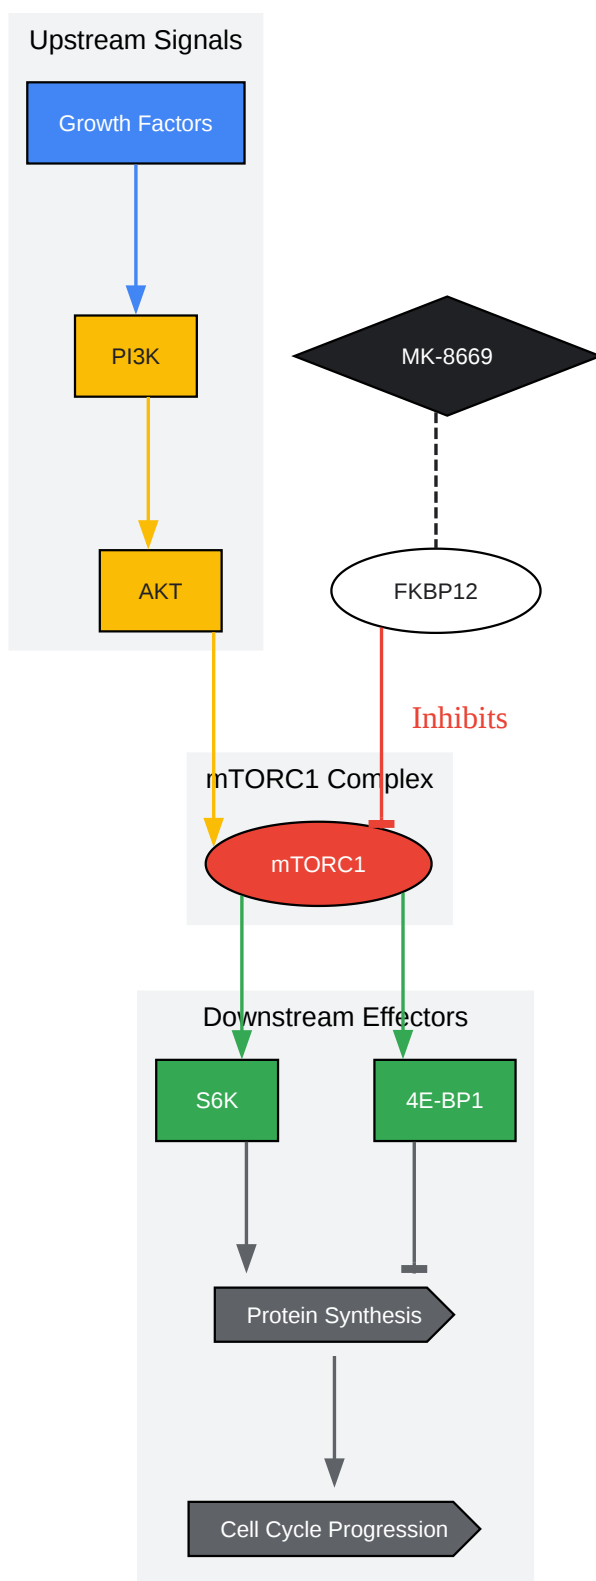 Upstream Signals
Growth Factors
PI3K
MK-8669
AKT
FKBP12
Inhibits
mTORC1 Complex
mTORC1
Downstream Effectors
S6K
4E-BP1
Protein Synthesis
Cell Cycle Progression